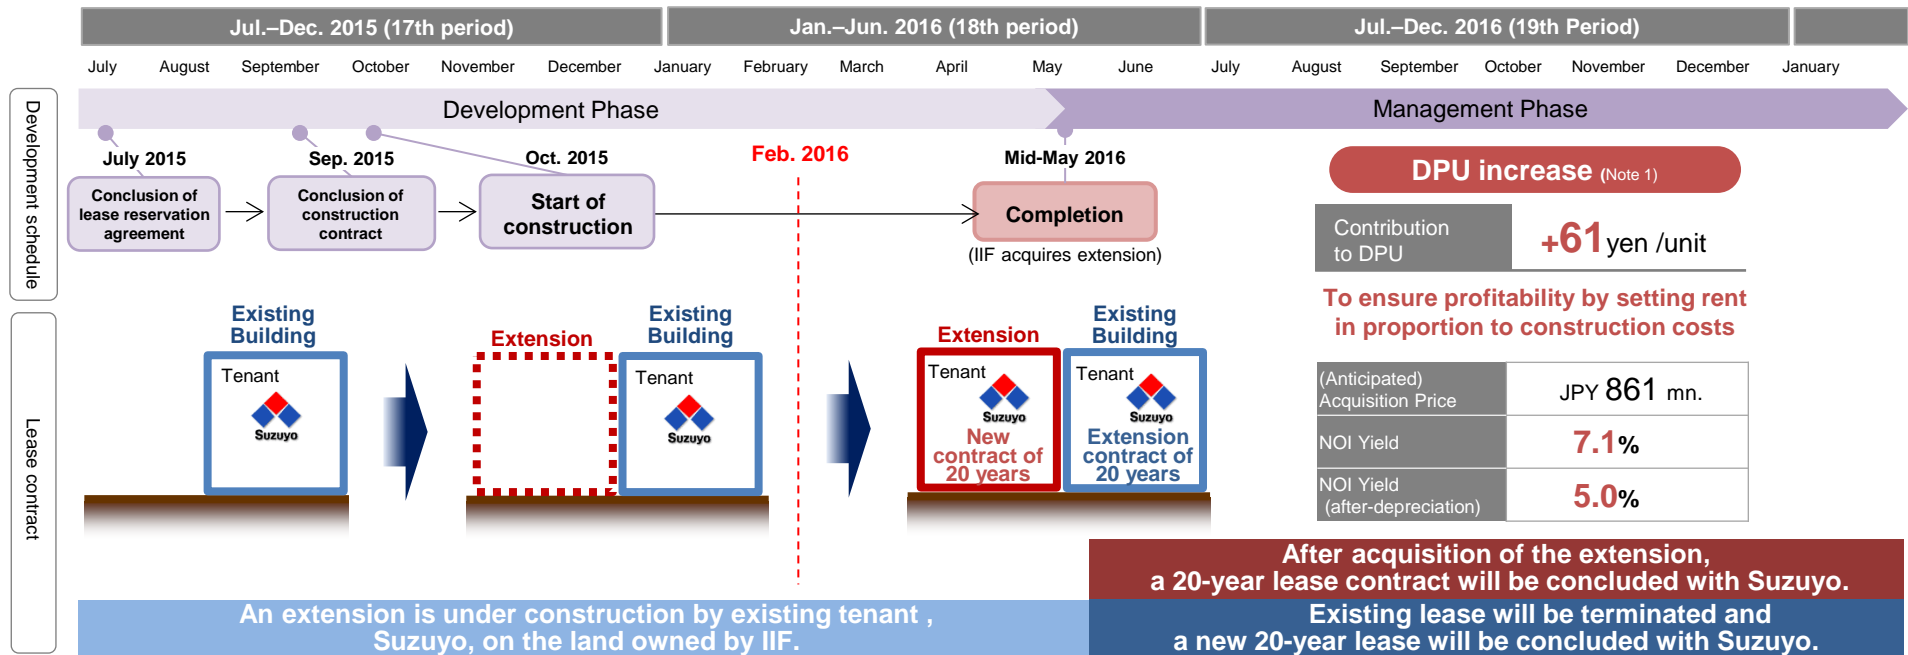 Jul.–Dec. 2015 (17th period)
Jan.–Jun. 2016 (18th period)
Jul.–Dec. 2016 (19th Period)
July August September October November December January February March April May June July August September October November December January
Development schedule
Development Phase
Management Phase
July 2015
Conclusion of
lease reservation
agreement
Sep. 2015
Conclusion of
construction
contract
Oct. 2015
Start of
construction
Feb. 2016
Mid-May 2016
Completion
(IIF acquires extension)
DPU increase (Note 1)
Contribution
to DPU
+61yen /unit
To ensure profitability by setting rent
in proportion to construction costs
(Anticipated)
Acquisition Price
JPY 861 mn.
NOI Yield
7.1%
NOI Yield
(after-depreciation)
5.0%
Lease contract
Existing
Building
Tenant
Suzuyo
Extension
Existing
Building
Tenant
Suzuyo
Extension
Tenant
Suzuyo
New
contract of
20 years
Existing
Building
Tenant
Suzuyo
Extension
contract of
20 years
An extension is under construction by existing tenant ,
Suzuyo, on the land owned by IIF.
After acquisition of the extension,
a 20-year lease contract will be concluded with Suzuyo.
Existing lease will be terminated and
a new 20-year lease will be concluded with Suzuyo.